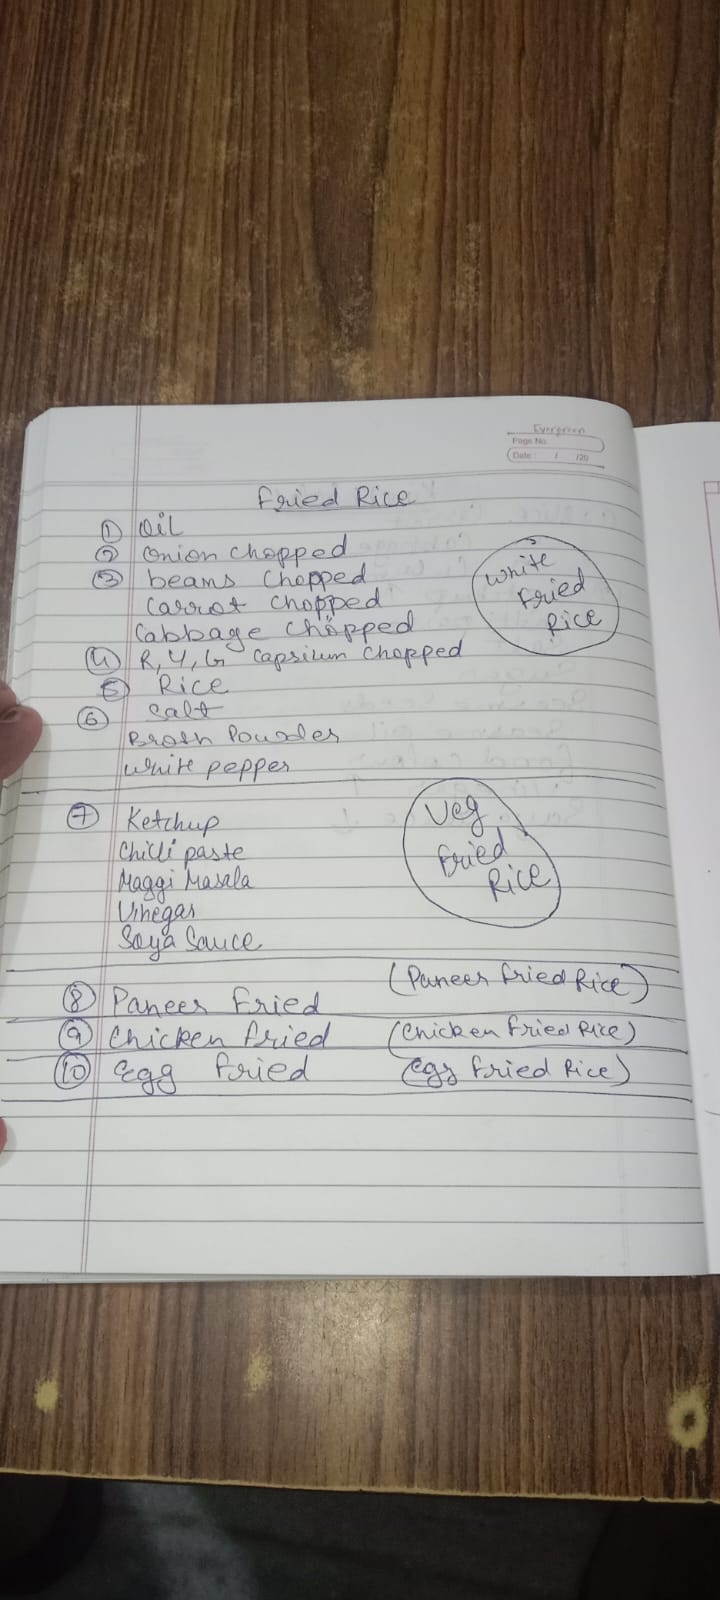 Evergreen
Page No.
Date: / /20
Fried Rice
① Oil
② Onion chopped
③ beams Chopped
Carrot Chopped
Cabbage Chopped
④ R, Y, G Capsium Chopped
⑤ Rice
⑥ Salt
Broth Powder
White pepper
White
Fried
Rice
⑦ Ketchup
Chilli paste
Maggi Masala
Vinegar
Soya Sauce
Veg
Fried
Rice
⑧ Paneer Fried (Paneer Fried Rice)
⑨ Chicken Fried (Chicken Fried Rice)
⑩ Egg Fried (Egg Fried Rice)